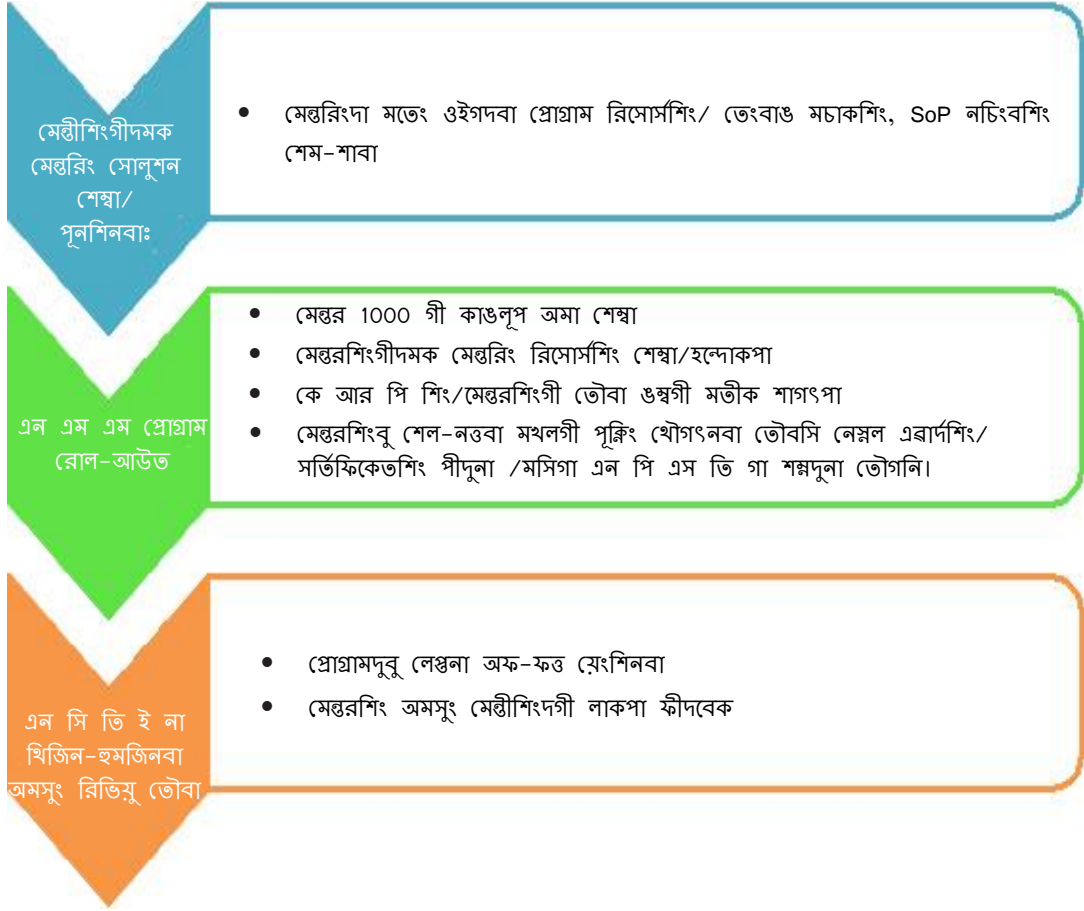 মেন্তীশিংগীদমক
মেন্তরিং সোলুশন
শেম্বা/
পূনশিনবাঃ
• মেন্তরিংদা মতেং ওইগদবা প্রোগ্রাম রিসোর্সশিং/ তেংবাঙ মচাকশিং, SoP নচিংবশিং
শেম-শাবা
এন এম এম প্রোগ্রাম
রোল-আউত
• মেন্তর 1000 গী কাঙলূপ অমা শেম্বা
• মেন্তরশিংগীদমক মেন্তরিং রিসোর্সশিং শেম্বা/হন্দোকপা
• কে আর পি শিং/মেন্তরশিংগী তৌবা ঙম্বগী মতীক শাগৎপা
• মেন্তরশিংবু শেল-নত্তবা মখলগী পূক্নিং থৌগৎনবা তৌবসি নেস্নল এৱার্দশিং/
সর্তিফিকেতশিং পীদুনা /মসিগা এন পি এস তি গা শম্নদুনা তৌগনি।
এন সি তি ই না
থিজিন-হুমজিনবা
অমসুং রিভিয়ু তৌবা
• প্রোগ্রামদুবু লেপ্তনা অফ-ফত্ত য়েংশিনবা
• মেন্তরশিং অমসুং মেন্তীশিংদগী লাকপা ফীদবেক